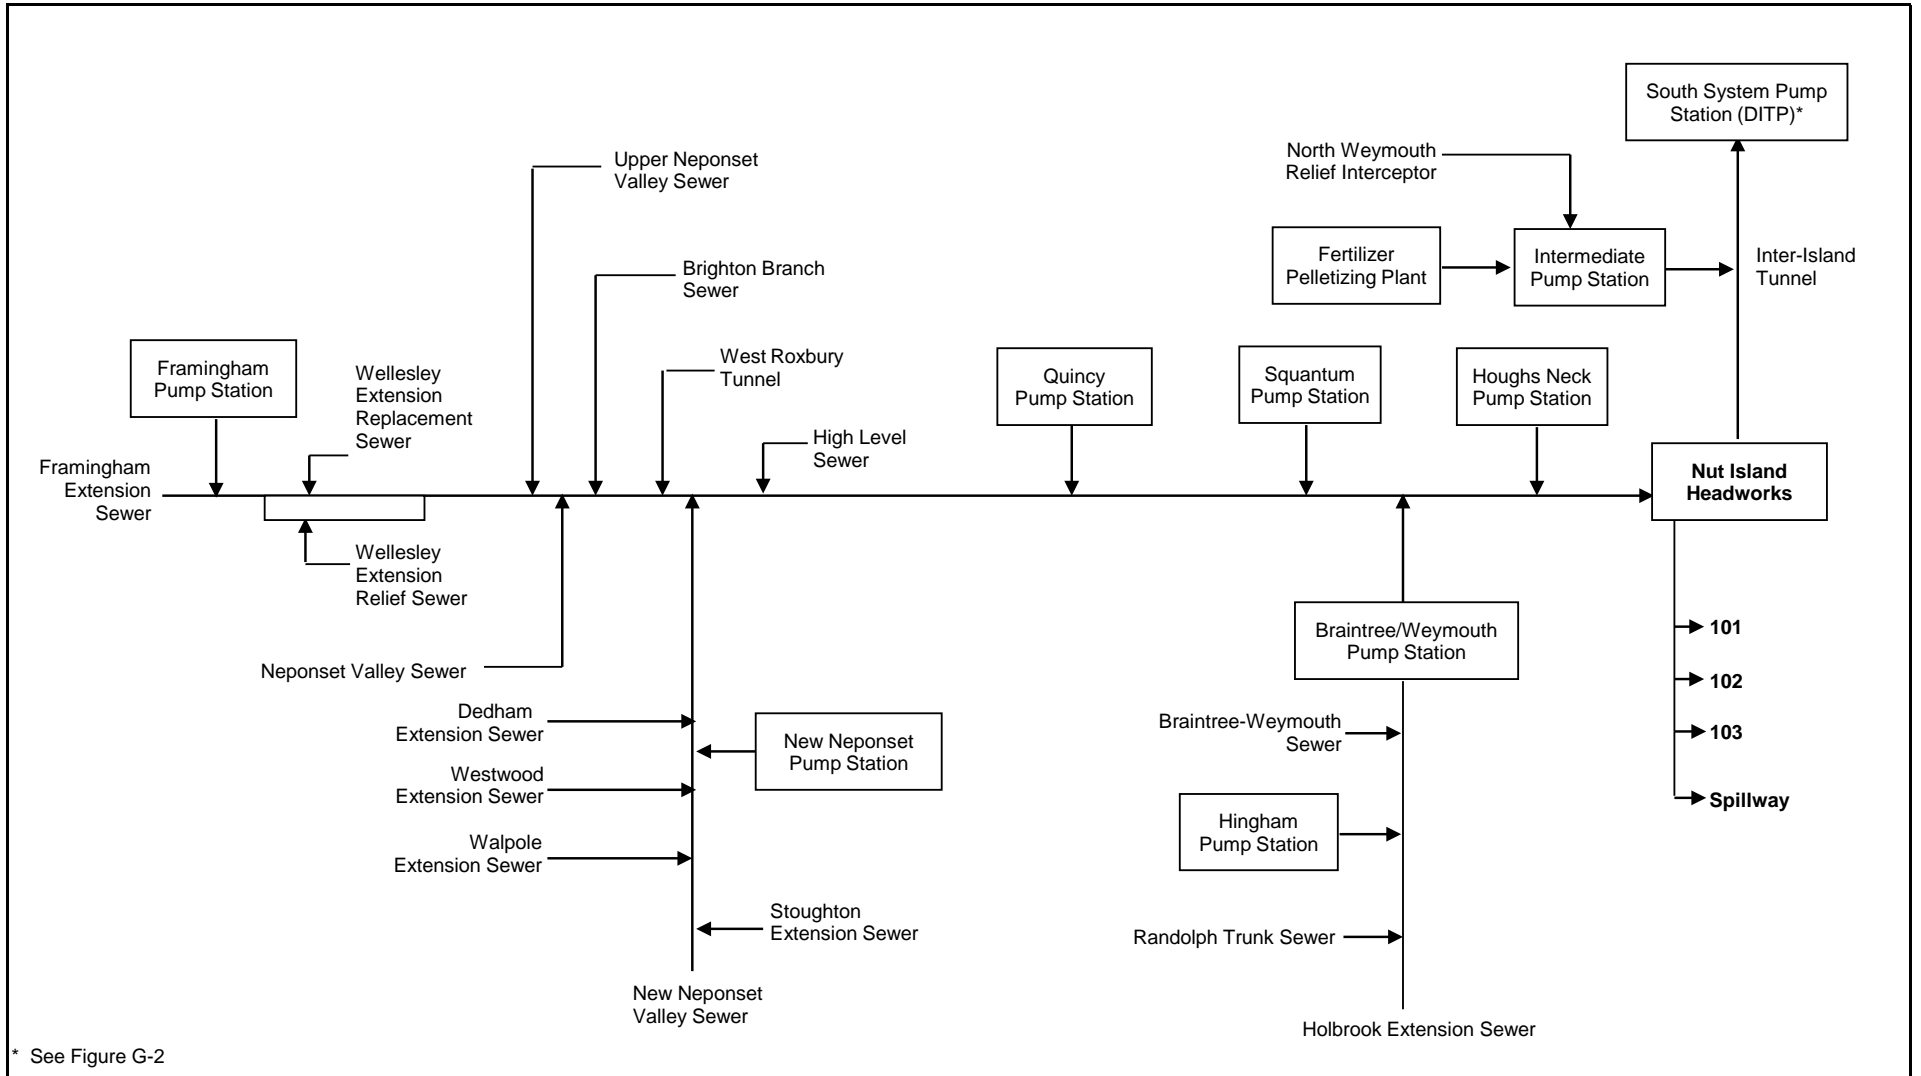 South System Pump
Station (DITP)*
North Weymouth
Relief Interceptor
Upper Neponset
Valley Sewer
Fertilizer
Pelletizing Plant
Intermediate
Pump Station
Inter-Island
Tunnel
Brighton Branch
Sewer
Framingham
Pump Station
Wellesley
Extension
Replacement
Sewer
West Roxbury
Tunnel
High Level
Sewer
Quincy
Pump Station
Squantum
Pump Station
Houghs Neck
Pump Station
Framingham
Extension
Sewer
Nut Island
Headworks
Wellesley
Extension
Relief Sewer
Neponset Valley Sewer
Braintree/Weymouth
Pump Station
101
102
103
Spillway
Dedham
Extension Sewer
New Neponset
Pump Station
Westwood
Extension Sewer
Walpole
Extension Sewer
Stoughton
Extension Sewer
New Neponset
Valley Sewer
Braintree-Weymouth
Sewer
Hingham
Pump Station
Randolph Trunk Sewer
Holbrook Extension Sewer
* See Figure G-2